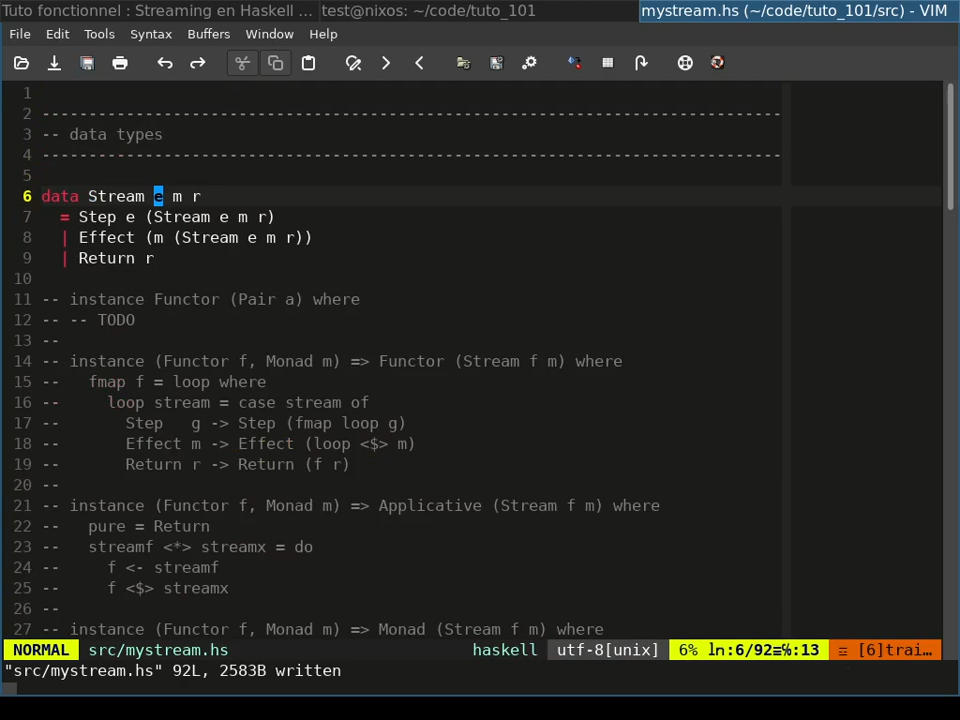 Tuto fonctionnel : Streaming en Haskell ... test@nixos: ~/code/tuto_101 mystream.hs (~/code/tuto_101/src) - VIM
File Edit Tools Syntax Buffers Window Help
1
2 -------------------------------------------------------------------------------
3 -- data types
4 -------------------------------------------------------------------------------
5
6 data Stream e m r
7   = Step e (Stream e m r)
8   | Effect (m (Stream e m r))
9   | Return r
10
11 -- instance Functor (Pair a) where
12 -- -- TODO
13 --
14 -- instance (Functor f, Monad m) => Functor (Stream f m) where
15 --   fmap f = loop where
16 --     loop stream = case stream of
17 --       Step   g -> Step (fmap loop g)
18 --       Effect m -> Effect (loop <$> m)
19 --       Return r -> Return (f r)
20 --
21 -- instance (Functor f, Monad m) => Applicative (Stream f m) where
22 --   pure = Return
23 --   streamf <*> streamx = do
24 --     f <- streamf
25 --     f <$> streamx
26 --
27 -- instance (Functor f, Monad m) => Monad (Stream f m) where
NORMAL src/mystream.hs haskell utf-8[unix] 6% ln:6/92≡℅:13 ☲ [6]trai…
"src/mystream.hs" 92L, 2583B written